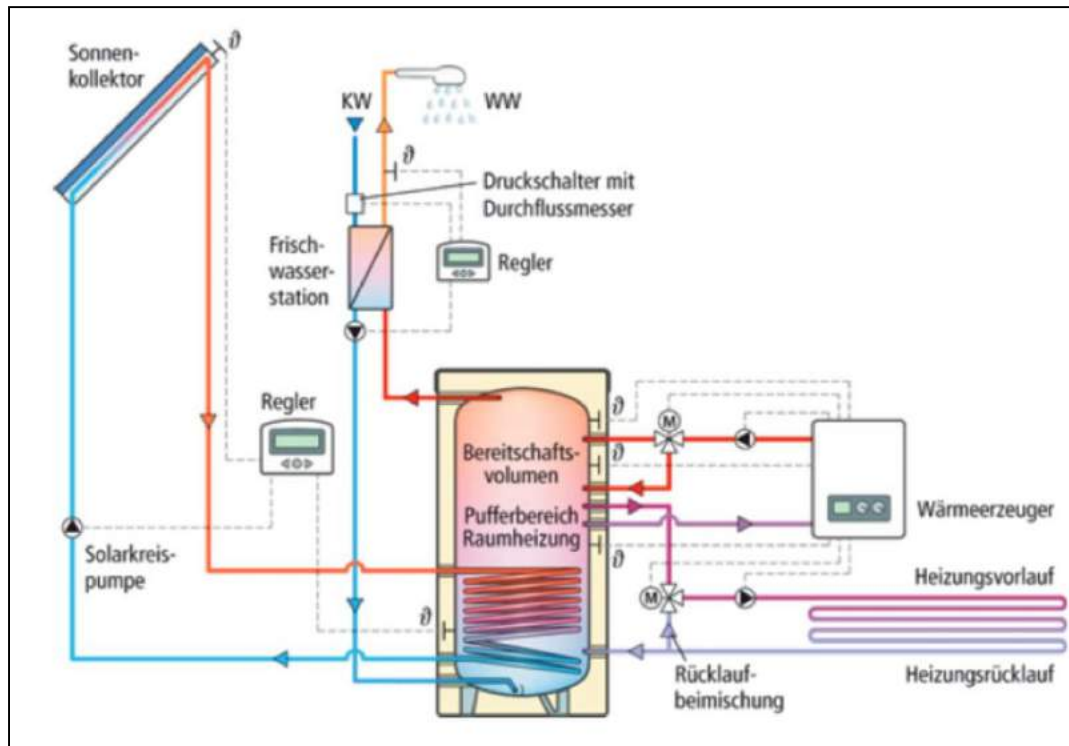 Sonnen-
kollektor
ϑ
KW
WW
ϑ
Druckschalter mit
Durchflussmesser
Frisch-
wasser-
station
Regler
Regler
ϑ
M
Bereitschafts-
volumen
ϑ
Pufferbereich
Raumheizung
Wärmeerzeuger
Solarkreis-
pumpe
ϑ
Heizungsvorlauf
M
ϑ
Rücklauf-
beimischung
Heizungsrücklauf